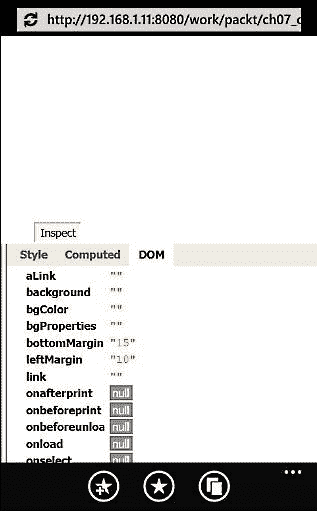 http://192.168.1.11:8080/work/packt/ch07_
Inspect
Style Computed DOM
aLink ""
background ""
bgColor ""
bgProperties ""
bottomMargin "15"
leftMargin "10"
link ""
onafterprint null
onbeforeprint null
onbeforeunloa null
onload null
onselect null